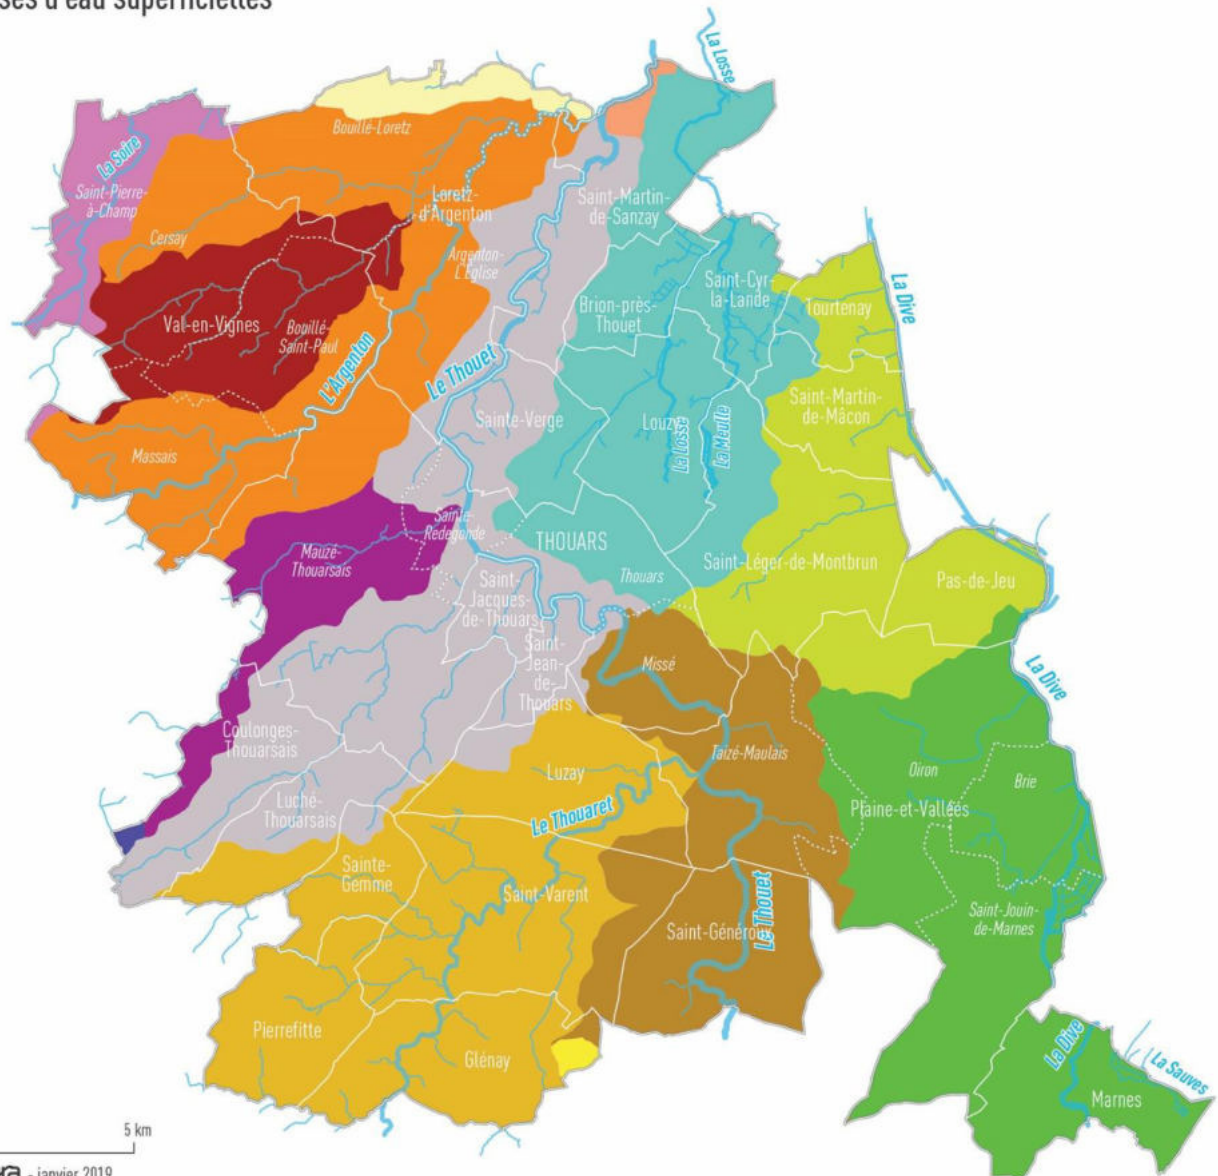 d'eau superficielles
La Losse
Bouillé-Loretz
La Soire
Saint-Pierre-
à-Champ
Loretz-
d'Argenton
Saint-Martin-
de-Sanzay
Cersay
Argenton-
L'Église
Saint-Cyr-
la-Lande
La Dive
Brion-près-
Thouet
Tourtenay
Val-en-Vignes
Bouillé-
Saint-Paul
L'Argenton
Le Thouet
Saint-Martin-
de-Mâcon
Sainte-Verge
Louzy
La Losse
La Meulle
Massais
Sainte-
Radegonde
THOUARS
Mauzé-
Thouarsais
Saint-Léger-de-Montbrun
Thouars
Pas-de-Jeu
Saint-
Jacques-
de-Thouars
Saint-
Jean-
de-
Thouars
Missé
La Dive
Coulonges-
Thouarsais
Taizé-Maulais
Luzay
Oiron
Brie
Luché-
Thouarsais
Le Thouaret
Plaine-et-Vallées
Sainte-
Gemme
Saint-Varent
Le Thouet
Saint-Jouin-
de-Marnes
Saint-Généroux
Pierrefitte
Glénay
La Dive
La Sauves
Marnes
5 km
- janvier 2019